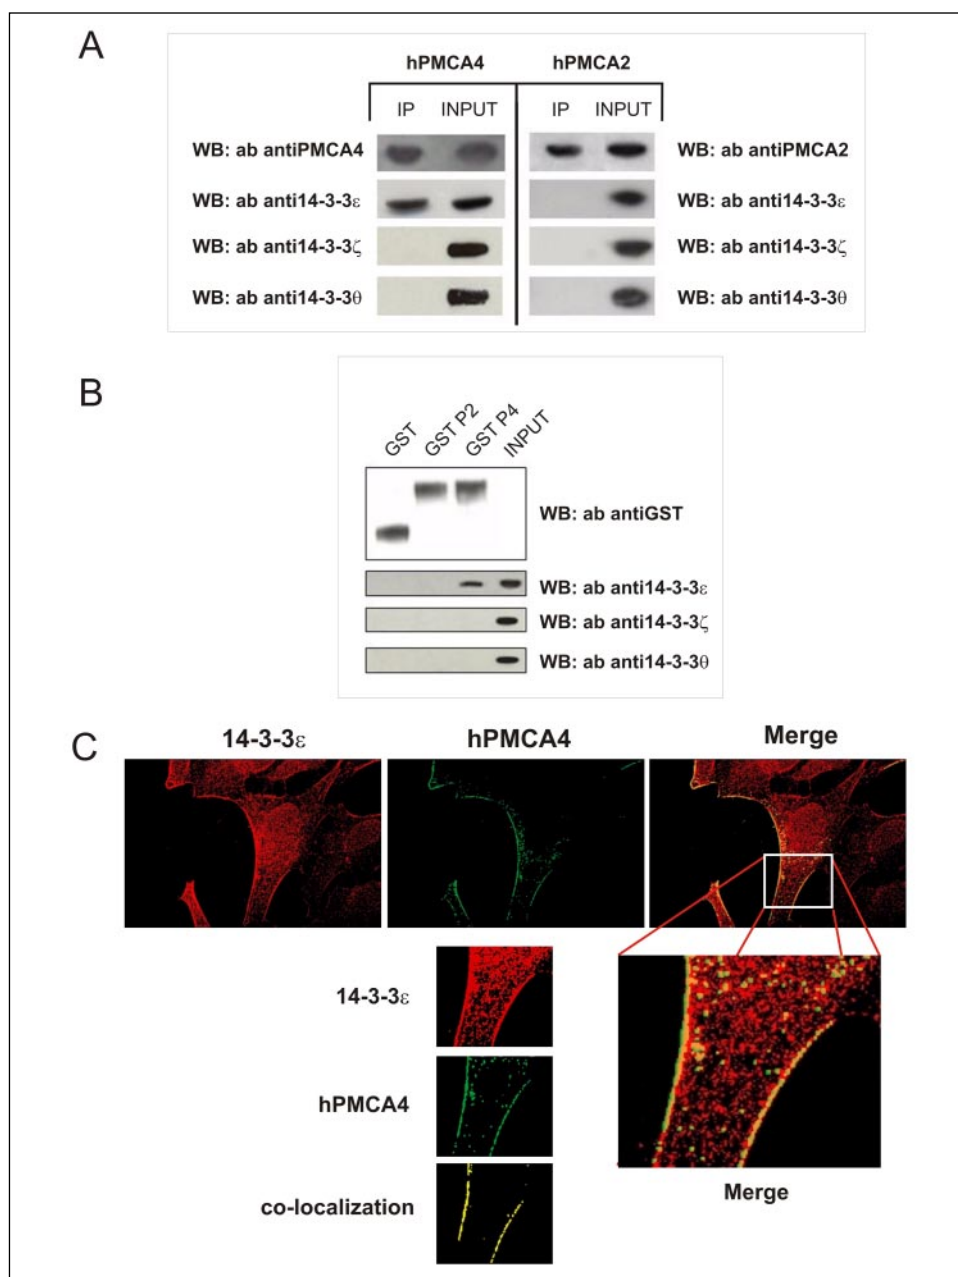 A
hPMCA4 hPMCA2
IP INPUT IP INPUT
WB: ab antiPMCA4 WB: ab antiPMCA2
WB: ab anti14-3-3ε WB: ab anti14-3-3ε
WB: ab anti14-3-3ζ WB: ab anti14-3-3ζ
WB: ab anti14-3-3θ WB: ab anti14-3-3θ
B
GST GST P2 GST P4 INPUT
WB: ab antiGST
WB: ab anti14-3-3ε
WB: ab anti14-3-3ζ
WB: ab anti14-3-3θ
C
14-3-3ε hPMCA4 Merge
14-3-3ε
hPMCA4
co-localization
Merge